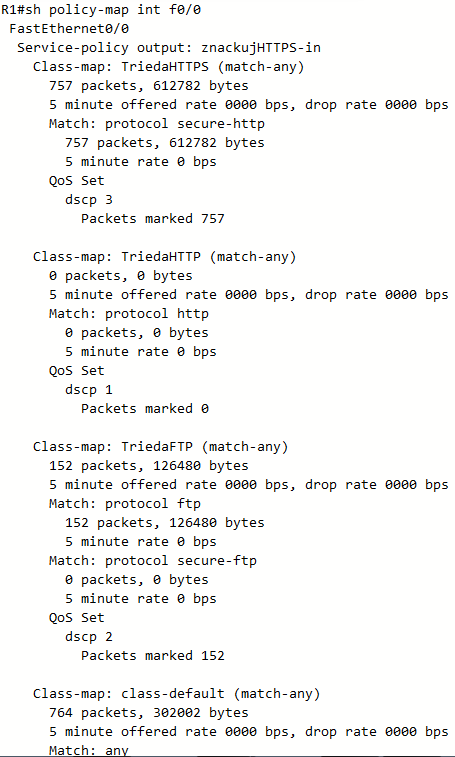 R1#sh policy-map int f0/0
FastEthernet0/0
Service-policy output: znackujHTTPS-in
Class-map: TriedaHTTPS (match-any)
757 packets, 612782 bytes
5 minute offered rate 0000 bps, drop rate 0000 bps
Match: protocol secure-http
757 packets, 612782 bytes
5 minute rate 0 bps
QoS Set
dscp 3
Packets marked 757
Class-map: TriedaHTTP (match-any)
0 packets, 0 bytes
5 minute offered rate 0000 bps, drop rate 0000 bps
Match: protocol http
0 packets, 0 bytes
5 minute rate 0 bps
QoS Set
dscp 1
Packets marked 0
Class-map: TriedaFTP (match-any)
152 packets, 126480 bytes
5 minute offered rate 0000 bps, drop rate 0000 bps
Match: protocol ftp
152 packets, 126480 bytes
5 minute rate 0 bps
Match: protocol secure-ftp
0 packets, 0 bytes
5 minute rate 0 bps
QoS Set
dscp 2
Packets marked 152
Class-map: class-default (match-any)
764 packets, 302002 bytes
5 minute offered rate 0000 bps, drop rate 0000 bps
Match: any